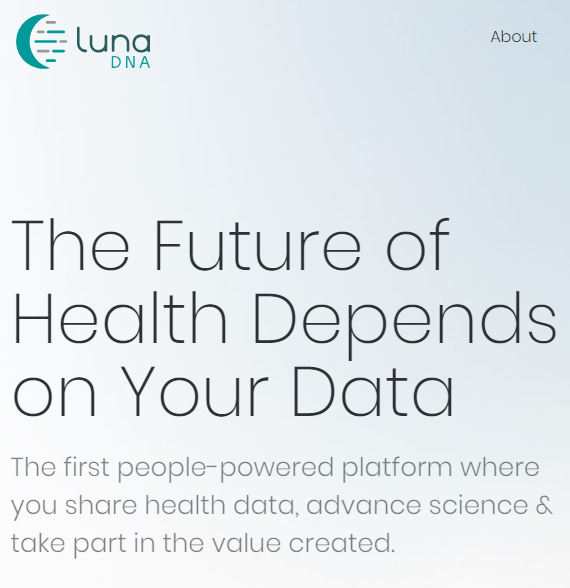 luna
DNA
About
The Future of
Health Depends
on Your Data
The first people-powered platform where
you share health data, advance science &
take part in the value created.